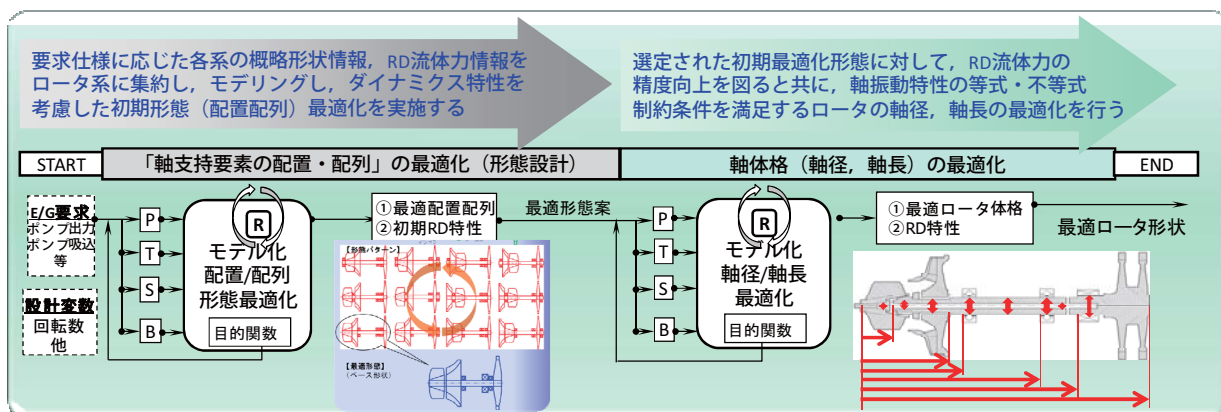 要求仕様に応じた各系の概略形状情報，RD流体力情報を
ロータ系に集約し，モデリングし，ダイナミクス特性を
考慮した初期形態（配置配列）最適化を実施する
選定された初期最適化形態に対して，RD流体力の
精度向上を図ると共に，軸振動特性の等式・不等式
制約条件を満足するロータの軸径，軸長の最適化を行う
START
「軸支持要素の配置・配列」の最適化（形態設計）
軸体格（軸径，軸長）の最適化
END
E/G要求
ポンプ出力
ポンプ吸込
等
設計変数
回転数
他
P
T
S
B
R
モデル化
配置/配列
形態最適化
目的関数
①最適配置配列
②初期RD特性
【形態パターン】
【最適形態】
（ベース形状）
最適形態案
P
T
S
B
R
モデル化
軸径/軸長
最適化
目的関数
①最適ロータ体格
②RD特性
最適ロータ形状